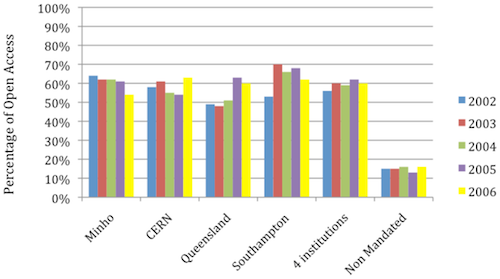 Percentage of Open Access
100%
90%
80%
70%
60%
50%
40%
30%
20%
10%
0%
Minho
CERN
Queensland
Southampton
4 institutions
Non Mandated
2002
2003
2004
2005
2006